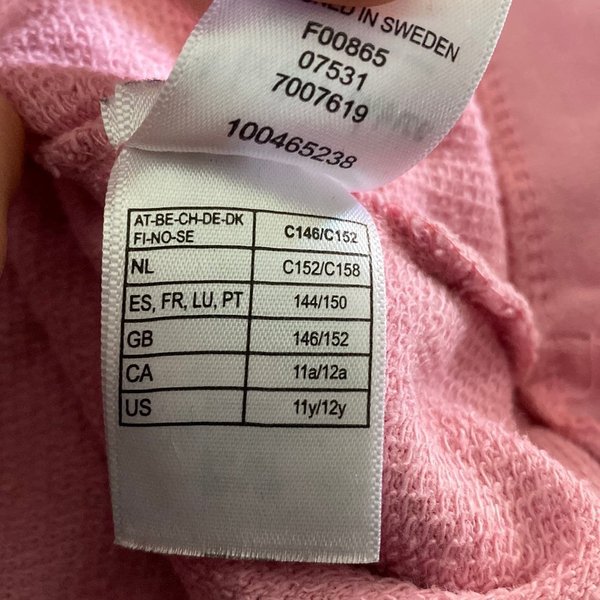 NED IN SWEDEN
F00865
07531
7007619
100465238
AT-BE-CH-DE-DK
FI-NO-SE C146/C152
NL C152/C158
ES, FR, LU, PT 144/150
GB 146/152
CA 11a/12a
US 11y/12y